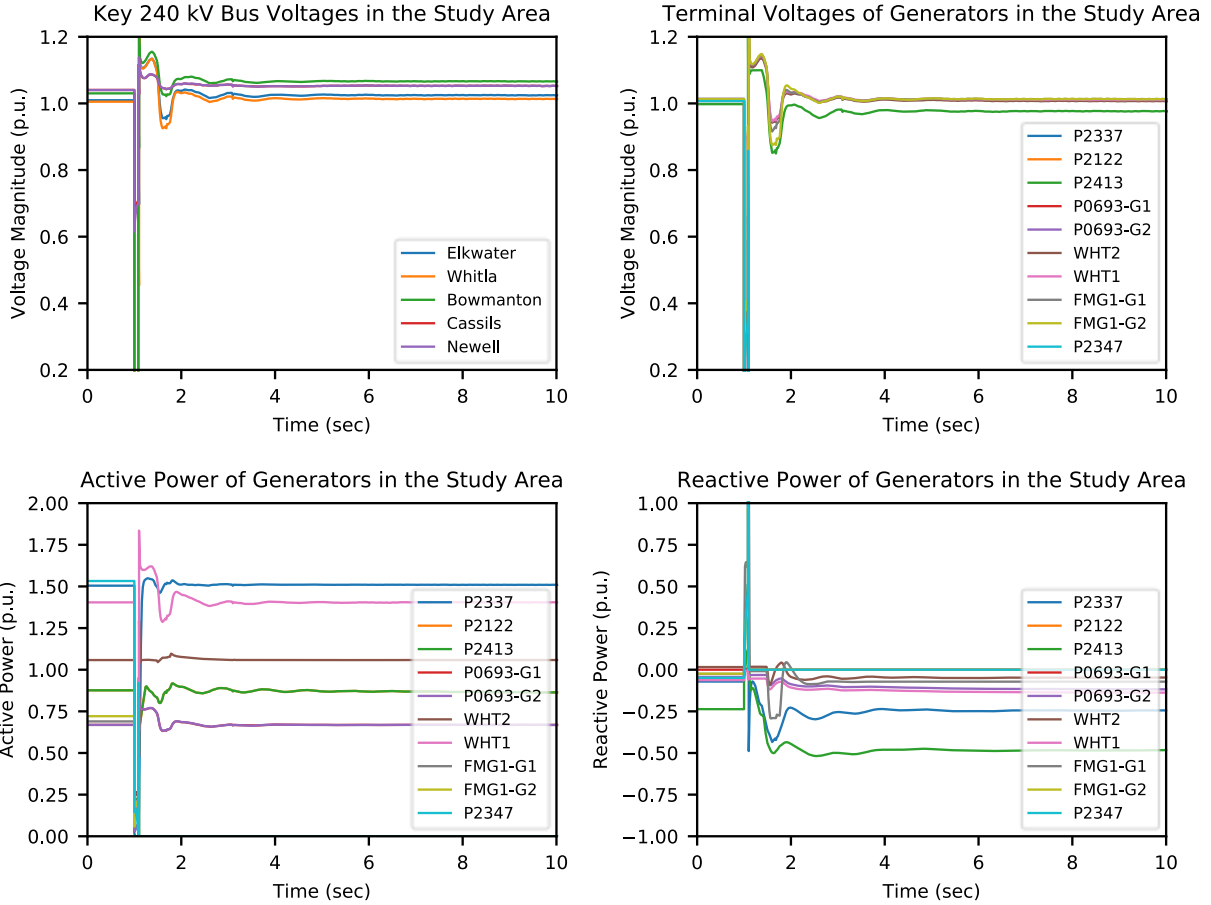 Key 240 kV Bus Voltages in the Study Area
1.2
1.0
0.8
0.6
0.4
0.2
Voltage Magnitude (p.u.)
Elkwater
Whitla
Bowmanton
Cassils
Newell
0 2 4 6 8 10
Time (sec)
Terminal Voltages of Generators in the Study Area
1.2
1.0
0.8
0.6
0.4
0.2
Voltage Magnitude (p.u.)
P2337
P2122
P2413
P0693-G1
P0693-G2
WHT2
WHT1
FMG1-G1
FMG1-G2
P2347
0 2 4 6 8 10
Time (sec)
Active Power of Generators in the Study Area
2.00
1.75
1.50
1.25
1.00
0.75
0.50
0.25
0.00
Active Power (p.u.)
P2337
P2122
P2413
P0693-G1
P0693-G2
WHT2
WHT1
FMG1-G1
FMG1-G2
P2347
0 2 4 6 8 10
Time (sec)
Reactive Power of Generators in the Study Area
1.00
0.75
0.50
0.25
0.00
−0.25
−0.50
−0.75
−1.00
Reactive Power (p.u.)
P2337
P2122
P2413
P0693-G1
P0693-G2
WHT2
WHT1
FMG1-G1
FMG1-G2
P2347
0 2 4 6 8 10
Time (sec)